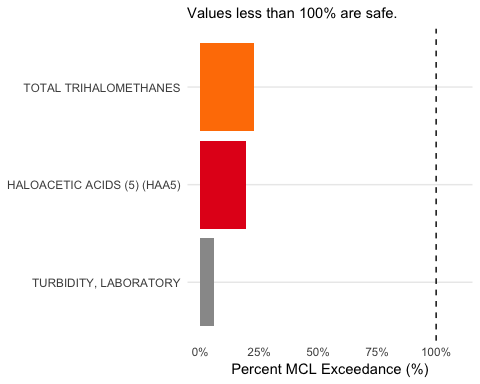 Values less than 100% are safe.
TOTAL TRIHALOMETHANES
HALOACETIC ACIDS (5) (HAA5)
TURBIDITY, LABORATORY
0% 25% 50% 75% 100%
Percent MCL Exceedance (%)